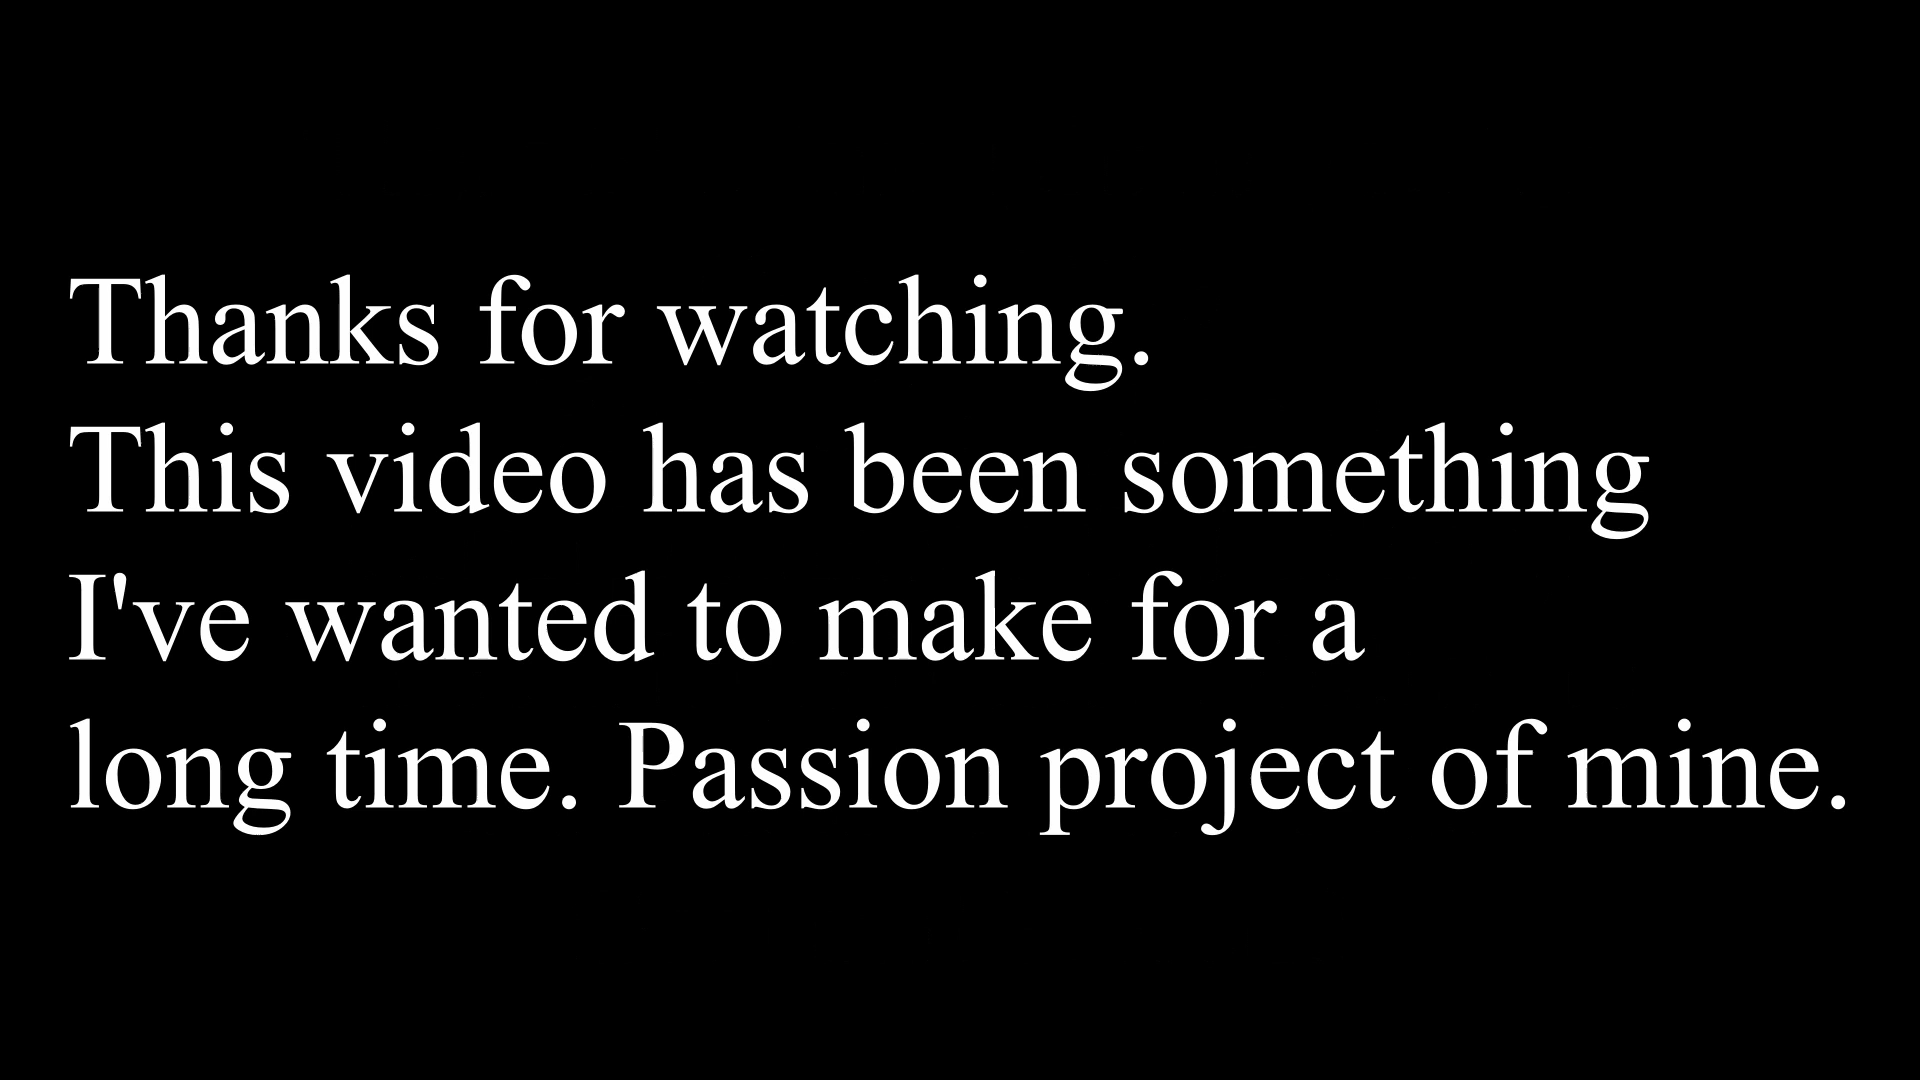 Thanks for watching.
This video has been something
I've wanted to make for a
long time. Passion project of mine.